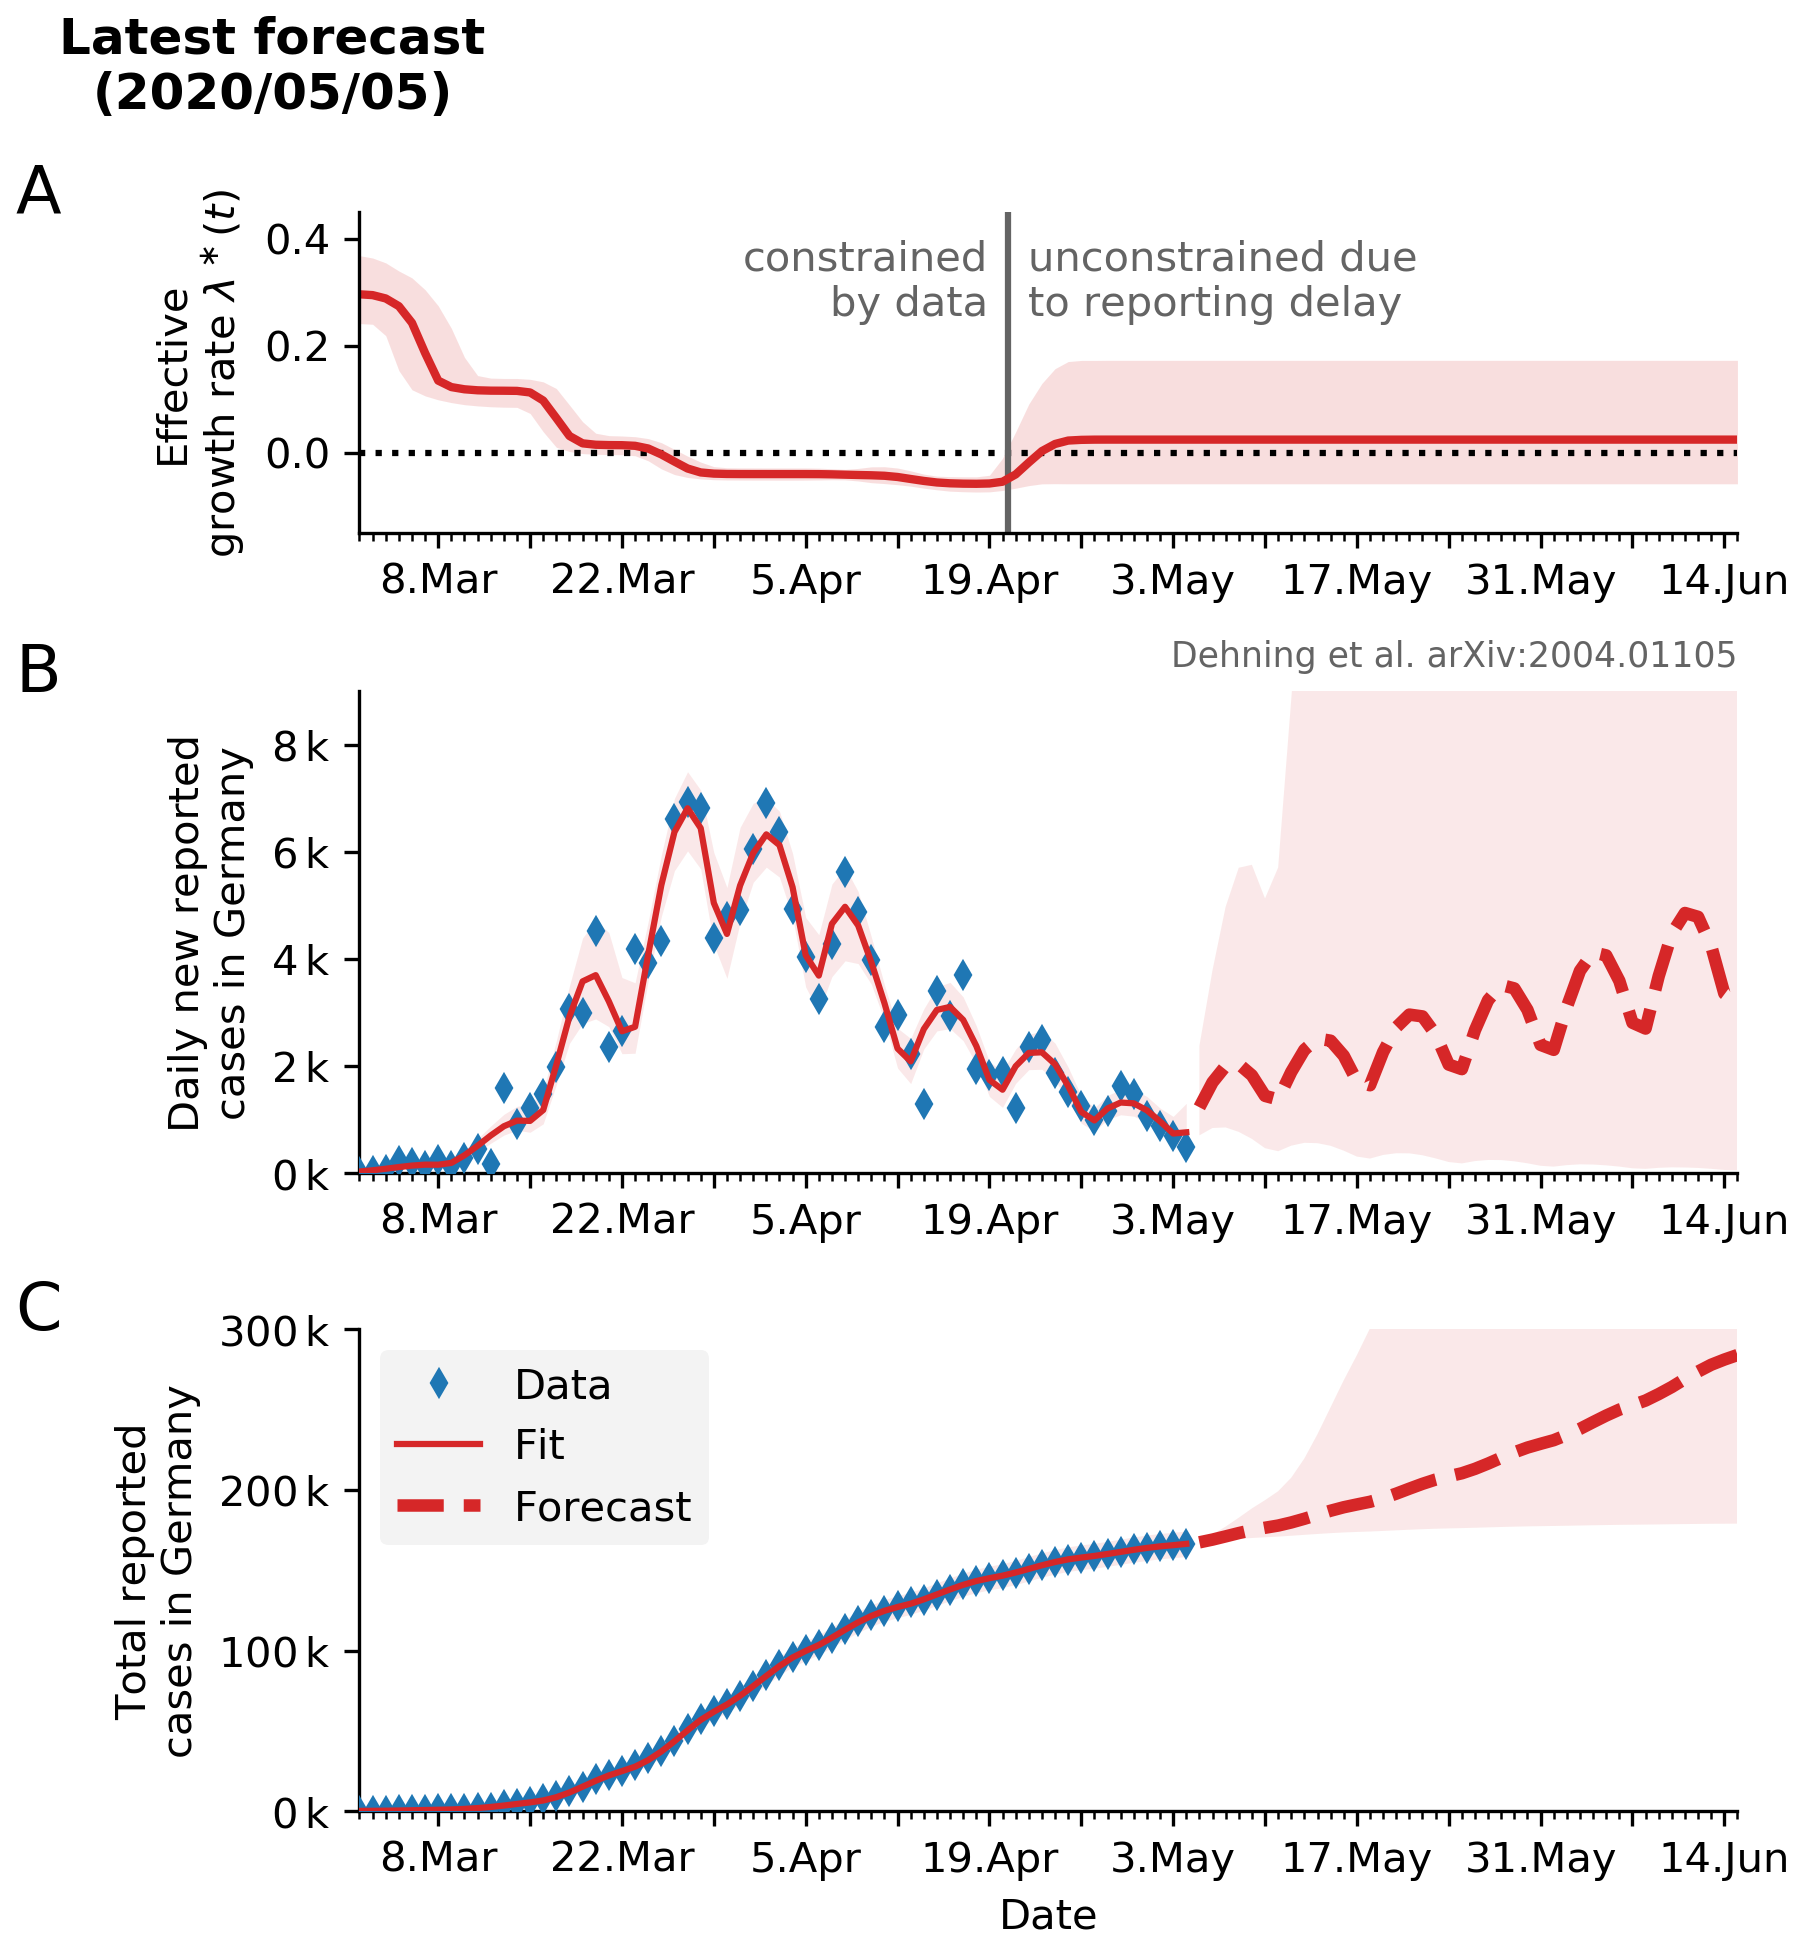 Latest forecast
(2020/05/05)
A
Effective
growth rate λ * (t)
0.4
0.2
0.0
constrained
by data
unconstrained due
to reporting delay
8.Mar 22.Mar 5.Apr 19.Apr 3.May 17.May 31.May 14.Jun
Dehning et al. arXiv:2004.01105
B
Daily new reported
cases in Germany
8 k
6 k
4 k
2 k
0 k
8.Mar 22.Mar 5.Apr 19.Apr 3.May 17.May 31.May 14.Jun
C
Total reported
cases in Germany
300 k
200 k
100 k
0 k
Data
Fit
Forecast
8.Mar 22.Mar 5.Apr 19.Apr 3.May 17.May 31.May 14.Jun
Date